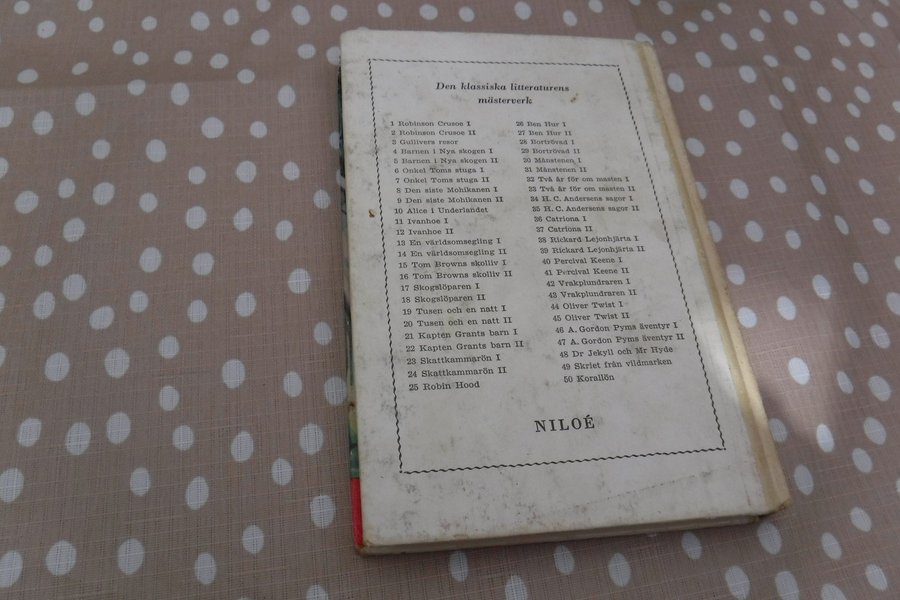 Den klassiska litteraturens
mästerverk
1 Robinson Crusoe I
2 Robinson Crusoe II
3 Gullivers resor
4 Barnen i Nya skogen I
5 Barnen i Nya skogen II
6 Onkel Toms stuga I
7 Onkel Toms stuga II
8 Den siste Mohikanen I
9 Den siste Mohikanen II
10 Alice i Underlandet
11 Ivanhoe I
12 Ivanhoe II
13 En världsomsegling I
14 En världsomsegling II
15 Tom Browns skolliv I
16 Tom Browns skolliv II
17 Skogslöparen I
18 Skogslöparen II
19 Tusen och en natt I
20 Tusen och en natt II
21 Kapten Grants barn I
22 Kapten Grants barn II
23 Skattkammarön I
24 Skattkammarön II
25 Robin Hood
26 Ben Hur I
27 Ben Hur II
28 Bortrövad I
29 Bortrövad II
30 Månstenen I
31 Månstenen II
32 Två år för om masten I
33 Två år för om masten II
34 H. C. Andersens sagor I
35 H. C. Andersens sagor II
36 Catriona I
37 Catriona II
38 Rickard Lejonhjärta I
39 Rickard Lejonhjärta II
40 Percival Keene I
41 Percival Keene II
42 Vrakplundraren I
43 Vrakplundraren II
44 Oliver Twist I
45 Oliver Twist II
46 A. Gordon Pyms äventyr I
47 A. Gordon Pyms äventyr II
48 Dr Jekyll och Mr Hyde
49 Skriet från vildmarken
50 Korallön
NILOÉ